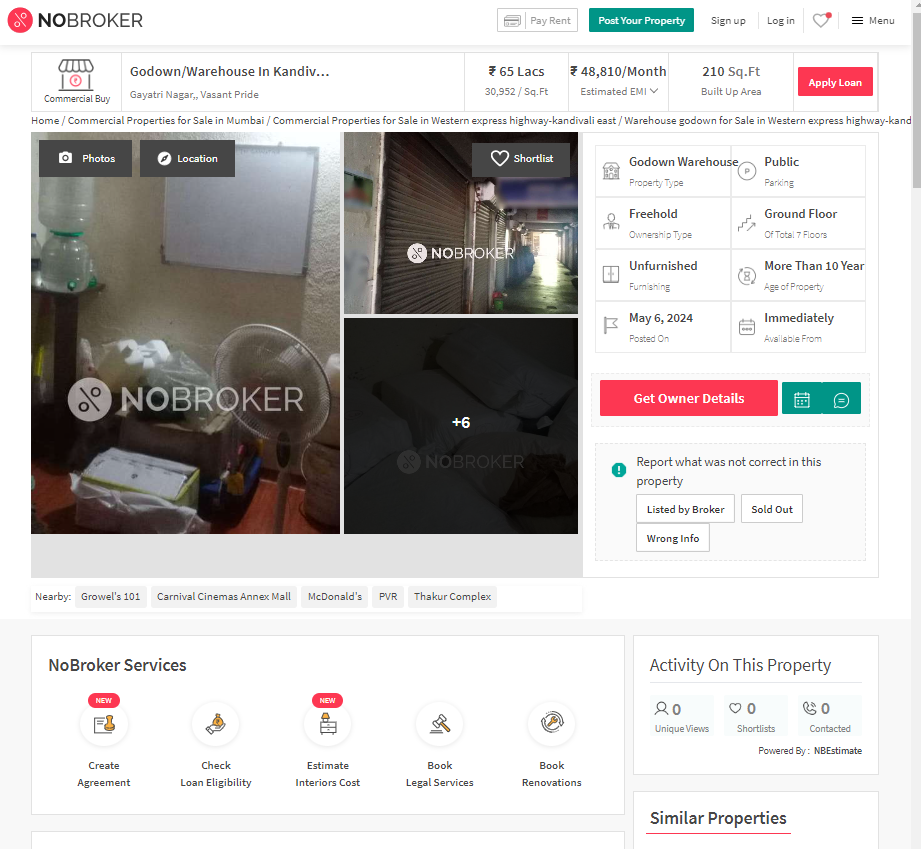 NOBROKER
Pay Rent
Post Your Property
Sign up
Log in
Menu
Commercial Buy
Godown/Warehouse In Kandiv...
Gayatri Nagar,, Vasant Pride
₹ 65 Lacs
30,952 / Sq.Ft
₹ 48,810/Month
Estimated EMI
210 Sq.Ft
Built Up Area
Apply Loan
Home / Commercial Properties for Sale in Mumbai / Commercial Properties for Sale in Western express highway-kandivali east / Warehouse godown for Sale in Western express highway-kand
Photos
Location
Shortlist
NOBROKER
NOBROKER
+6
NOBROKER
Godown Warehouse
Property Type
P
Public
Parking
Freehold
Ownership Type
Ground Floor
Of Total 7 Floors
Unfurnished
Furnishing
More Than 10 Year
Age of Property
May 6, 2024
Posted On
Immediately
Available From
Get Owner Details
Report what was not correct in this
property
Listed by Broker
Sold Out
Wrong Info
Nearby:
Growel's 101
Carnival Cinemas Annex Mall
McDonald's
PVR
Thakur Complex
NoBroker Services
NEW
Create
Agreement
Check
Loan Eligibility
NEW
Estimate
Interiors Cost
Book
Legal Services
Book
Renovations
Activity On This Property
0
Unique Views
0
Shortlists
0
Contacted
Powered By : NBEstimate
Similar Properties